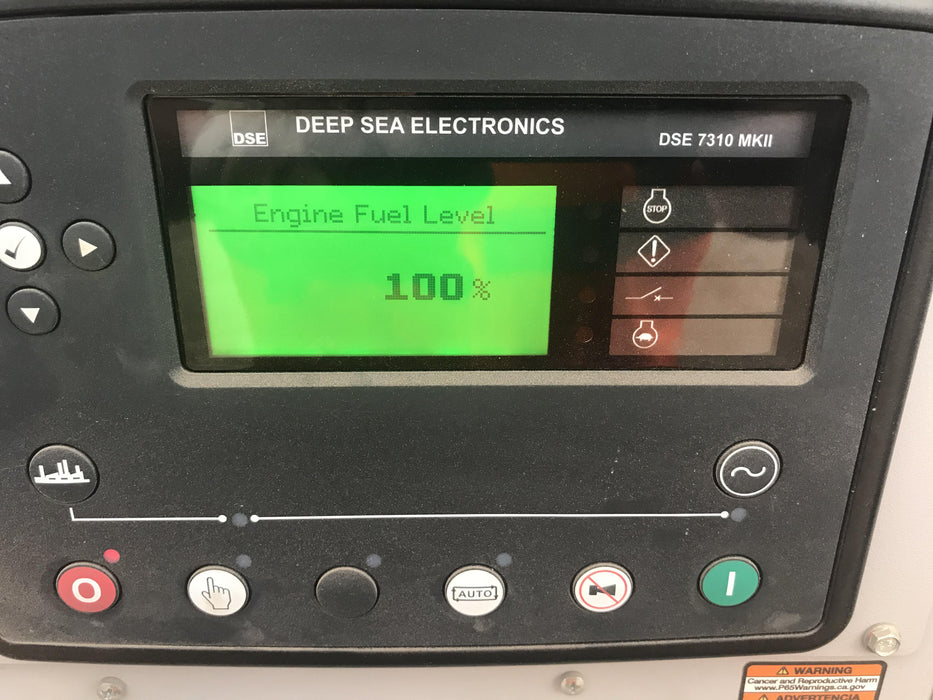 DSE
DEEP SEA ELECTRONICS
DSE 7310 MKII
Engine Fuel Level
100%
STOP
O
AUTO
I
WARNING
Cancer and Reproductive Harm
www.P65Warnings.ca.gov
ADVERTENCIA